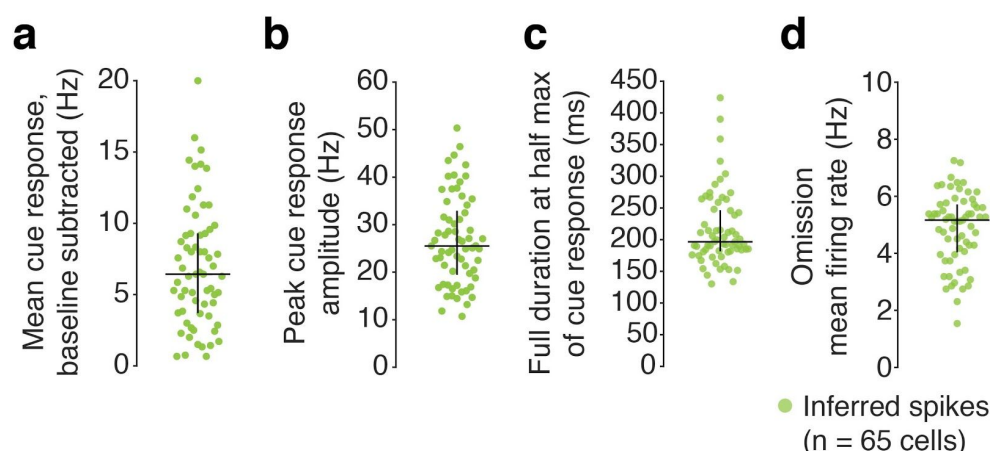 a
Mean cue response,
baseline subtracted (Hz)
20
15
10
5
0
b
Peak cue response
amplitude (Hz)
60
50
40
30
20
10
0
c
Full duration at half max
of cue response (ms)
450
400
350
300
250
200
150
100
50
0
d
Omission
mean firing rate (Hz)
10
8
6
4
2
0
Inferred spikes
(n = 65 cells)